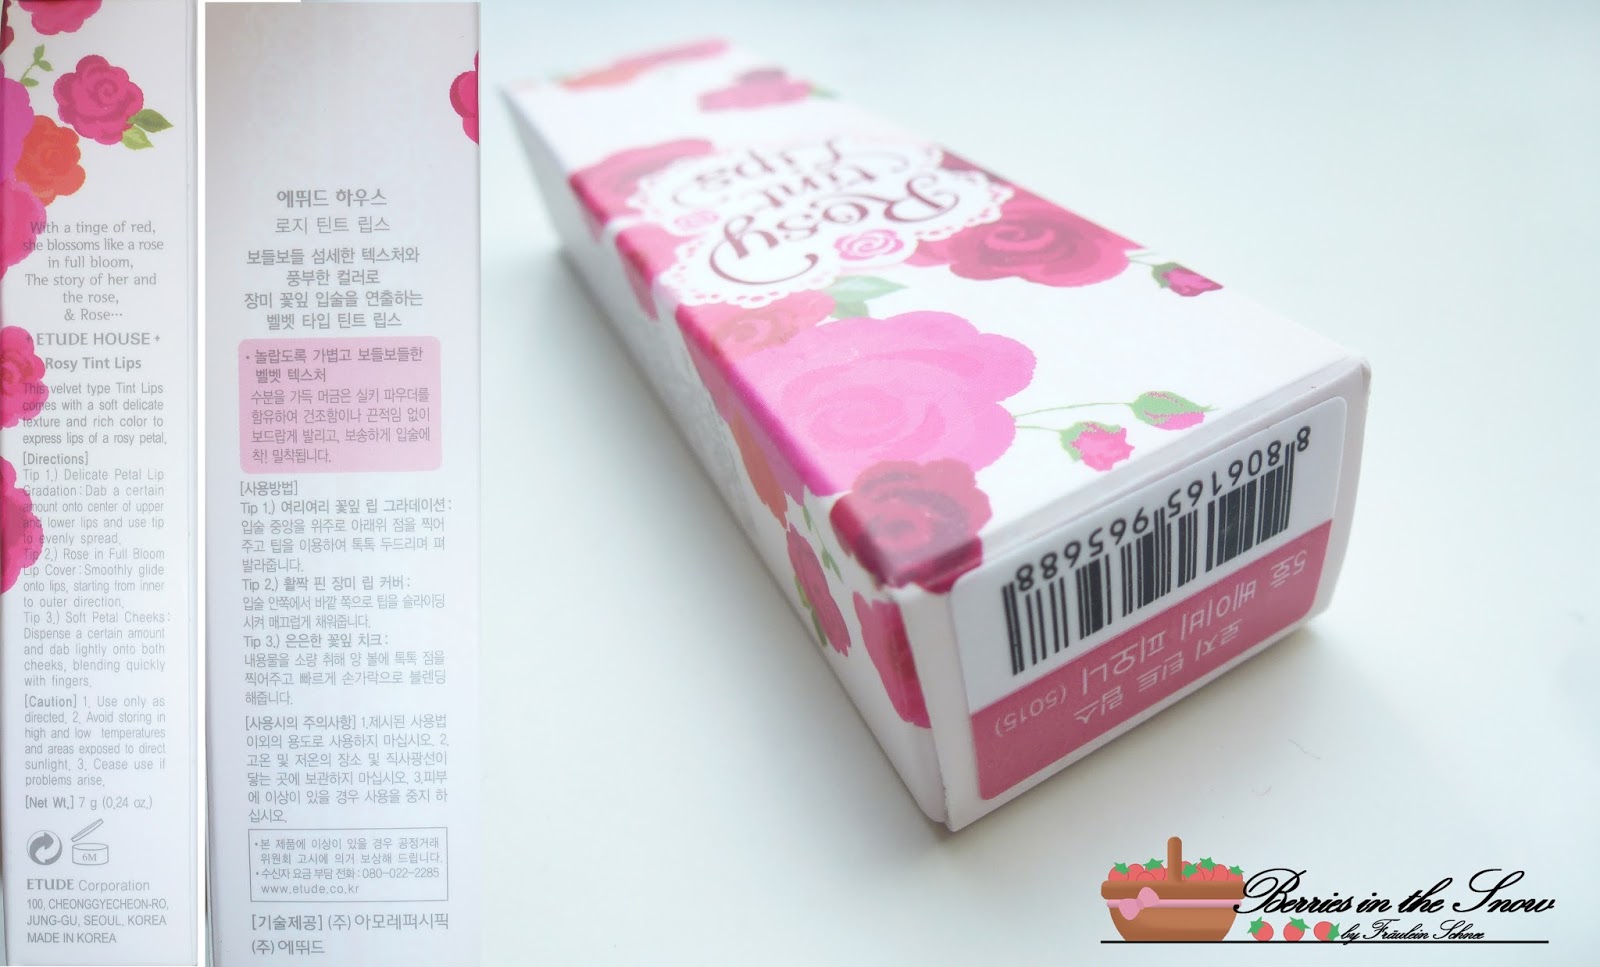 With a tinge of red,
she blossoms like a rose
in full bloom,
The story of her and
the rose,
& Rose…
ETUDE HOUSE
Rosy Tint Lips
This velvet type Tint Lips
comes with a soft delicate
texture and rich color to
express lips of a rosy petal.
[Directions]
Tip 1.) Delicate Petal Lip
Gradation : Dab a certain
amount onto center of upper
and lower lips and use tip
to evenly spread.
Tip 2.) Rose in Full Bloom
Lip Cover : Smoothly glide
onto lips, starting from inner
to outer direction.
Tip 3.) Soft Petal Cheeks :
Dispense a certain amount
and dab lightly onto both
cheeks, blending quickly
with fingers.
[Caution] 1. Use only as
directed. 2. Avoid storing in
high and low temperatures
and areas exposed to direct
sunlight. 3. Cease use if
problems arise.
[Net Wt.] 7 g (0.24 oz.)
6M
ETUDE Corporation
100, CHEONGGYECHEON-RO,
JUNG-GU, SEOUL, KOREA
MADE IN KOREA
에뛰드 하우스
로지 틴트 립스
보들보들 섬세한 텍스처와
풍부한 컬러로
장미 꽃잎 입술을 연출하는
벨벳 타입 틴트 립스
• 놀랍도록 가볍고 보들보들한
벨벳 텍스처
수분을 가득 머금은 실키 파우더를
함유하여 건조함이나 끈적임 없이
보드랍게 발리고, 보송하게 입술에
착! 밀착됩니다.
[사용방법]
Tip 1.) 여리여리 꽃잎 립 그라데이션 :
입술 중앙을 위주로 아래위 점을 찍어
주고 팁을 이용하여 톡톡 두드리며 펴
발라줍니다.
Tip 2.) 활짝 핀 장미 립 커버 :
입술 안쪽에서 바깥 쪽으로 팁을 슬라이딩
시켜 매끄럽게 채워줍니다.
Tip 3.) 은은한 꽃잎 치크 :
내용물을 소량 취해 양 볼에 톡톡 점을
찍어주고 빠르게 손가락으로 블렌딩
해줍니다.
[사용시의 주의사항] 1.제시된 사용법
이외의 용도로 사용하지 마십시오. 2.
고온 및 저온의 장소 및 직사광선이
닿는 곳에 보관하지 마십시오. 3.피부
에 이상이 있을 경우 사용을 중지 하
십시오.
• 본 제품에 이상이 있을 경우 공정거래
위원회 고시에 의거 보상해 드립니다.
• 수신자 요금 부담 전화 : 080-022-2285
www.etude.co.kr
[기술제공] (주)아모레퍼시픽
(주)에뛰드
Rosy
tint
Lips
8 806165 965688
로지 틴트 립스
5호 베이비 피오니 (5015)
Berries in the Snow
by Fräulein Schnee